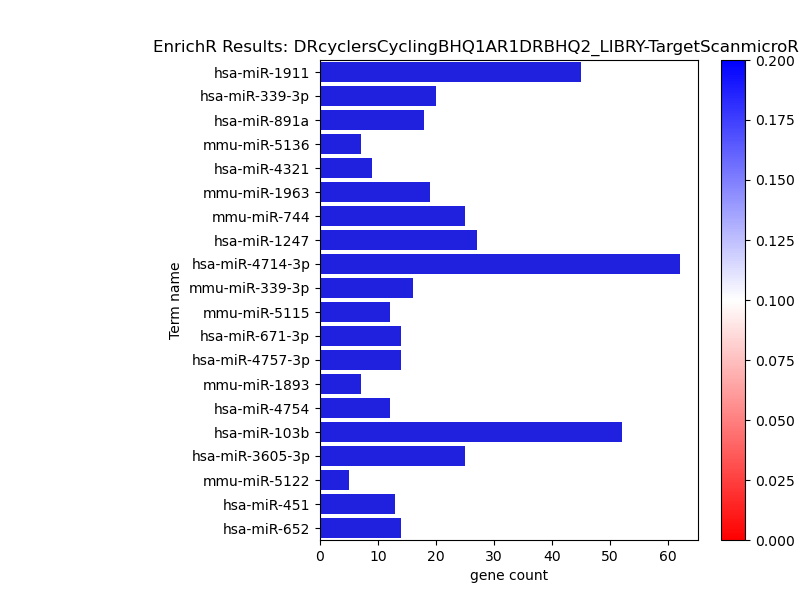 EnrichR Results: DRcyclersCyclingBHQ1AR1DRBHQ2_LIBRY-TargetScanmicroR
Term name
hsa-miR-1911
hsa-miR-339-3p
hsa-miR-891a
mmu-miR-5136
hsa-miR-4321
mmu-miR-1963
mmu-miR-744
hsa-miR-1247
hsa-miR-4714-3p
mmu-miR-339-3p
mmu-miR-5115
hsa-miR-671-3p
hsa-miR-4757-3p
mmu-miR-1893
hsa-miR-4754
hsa-miR-103b
hsa-miR-3605-3p
mmu-miR-5122
hsa-miR-451
hsa-miR-652
0 10 20 30 40 50 60
gene count
0.200
0.175
0.150
0.125
0.100
0.075
0.050
0.025
0.000